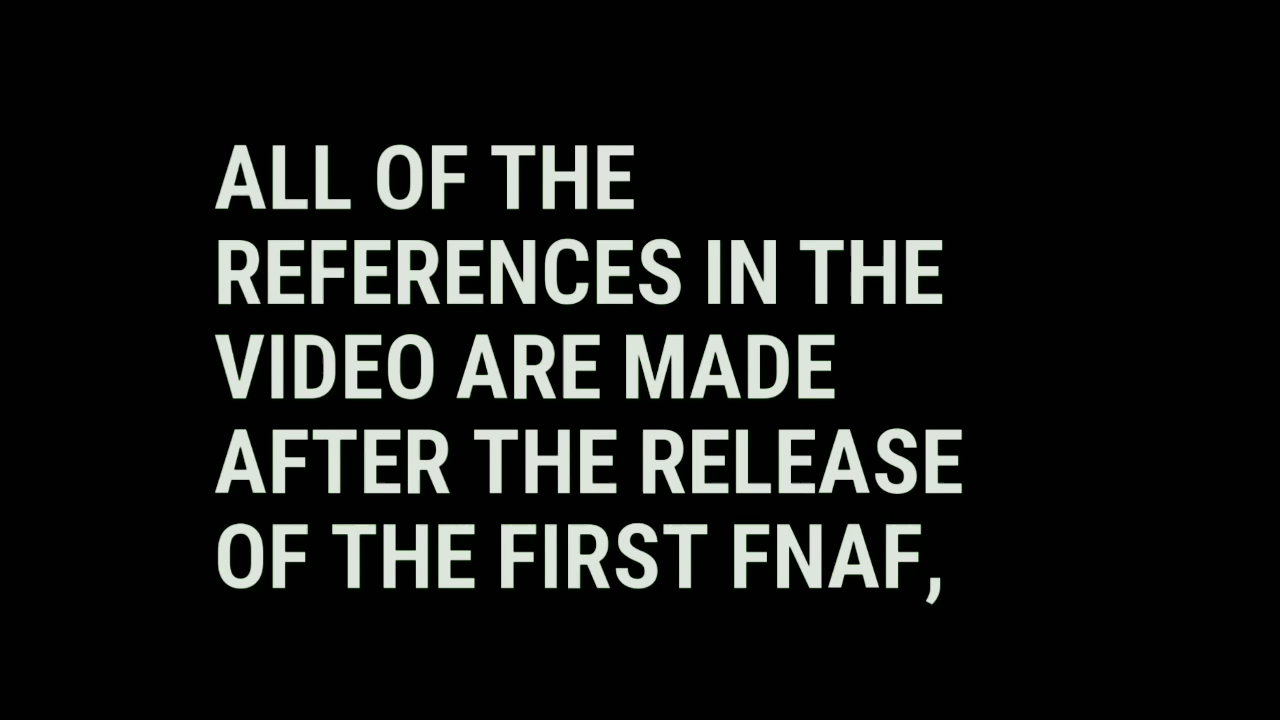 ALL OF THE
REFERENCES IN THE
VIDEO ARE MADE
AFTER THE RELEASE
OF THE FIRST FNAF,